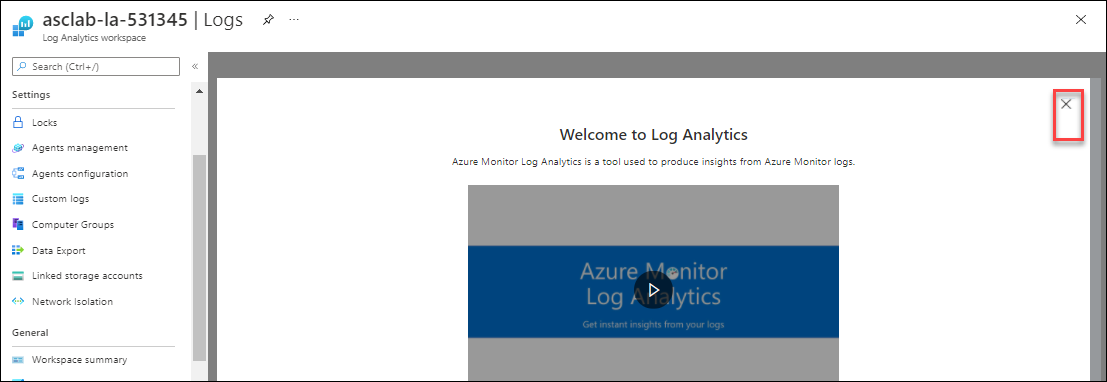 asclab-la-531345 | Logs
Log Analytics workspace
Search (Ctrl+/)
Settings
Locks
Agents management
Agents configuration
Custom logs
Computer Groups
Data Export
Linked storage accounts
Network Isolation
General
Workspace summary
Welcome to Log Analytics
Azure Monitor Log Analytics is a tool used to produce insights from Azure Monitor logs.
Azure Monitor
Log Analytics
Get instant insights from your logs